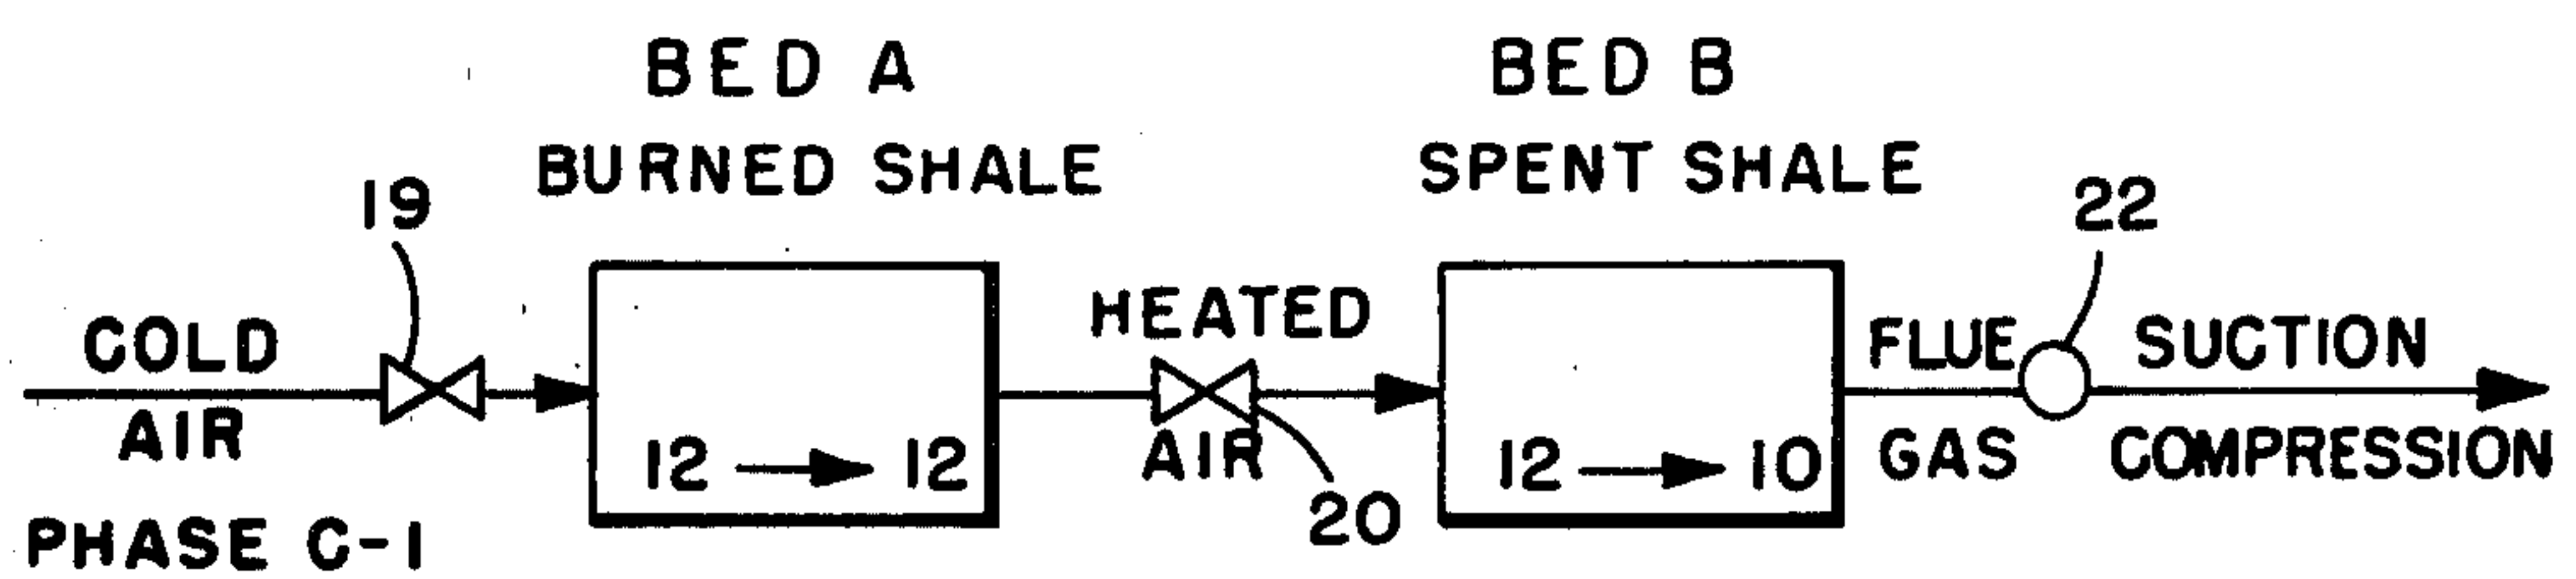 BED A
BURNED SHALE
BED B
SPENT SHALE
19
22
COLD
AIR
HEATED
AIR
20
FLUE
GAS
SUCTION
COMPRESSION
12 → 12
12 → 10
PHASE C-1